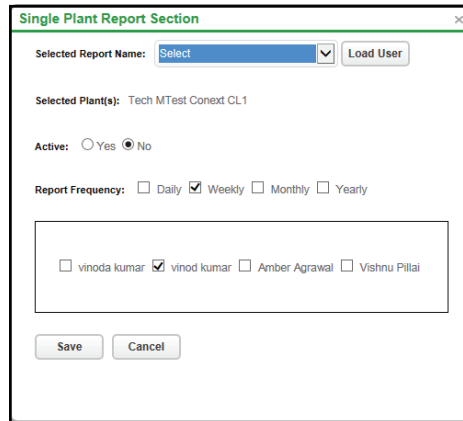 Single Plant Report Section ×
Selected Report Name: Select Load User
Selected Plant(s): Tech MTest Conext CL1
Active: Yes No
Report Frequency: Daily Weekly Monthly Yearly
vinoda kumar vinod kumar Amber Agrawal Vishnu Pillai
Save Cancel